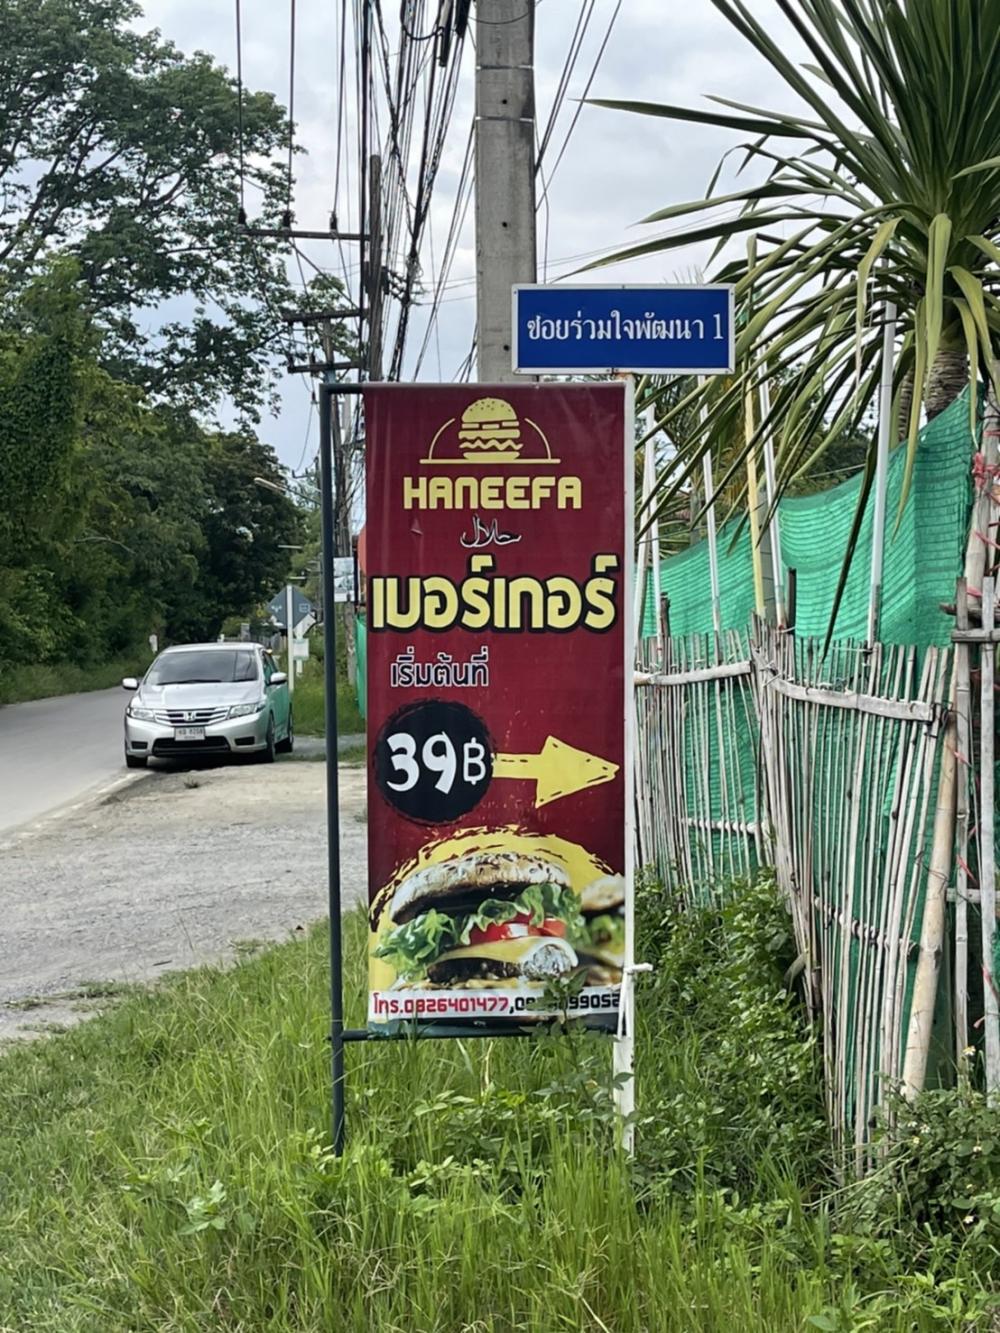 ซอยร่วมใจพัฒนา 1
HANEEFA
حلال
เบอร์เกอร์
เริ่มต้นที่
39฿
โทร.0826401477,